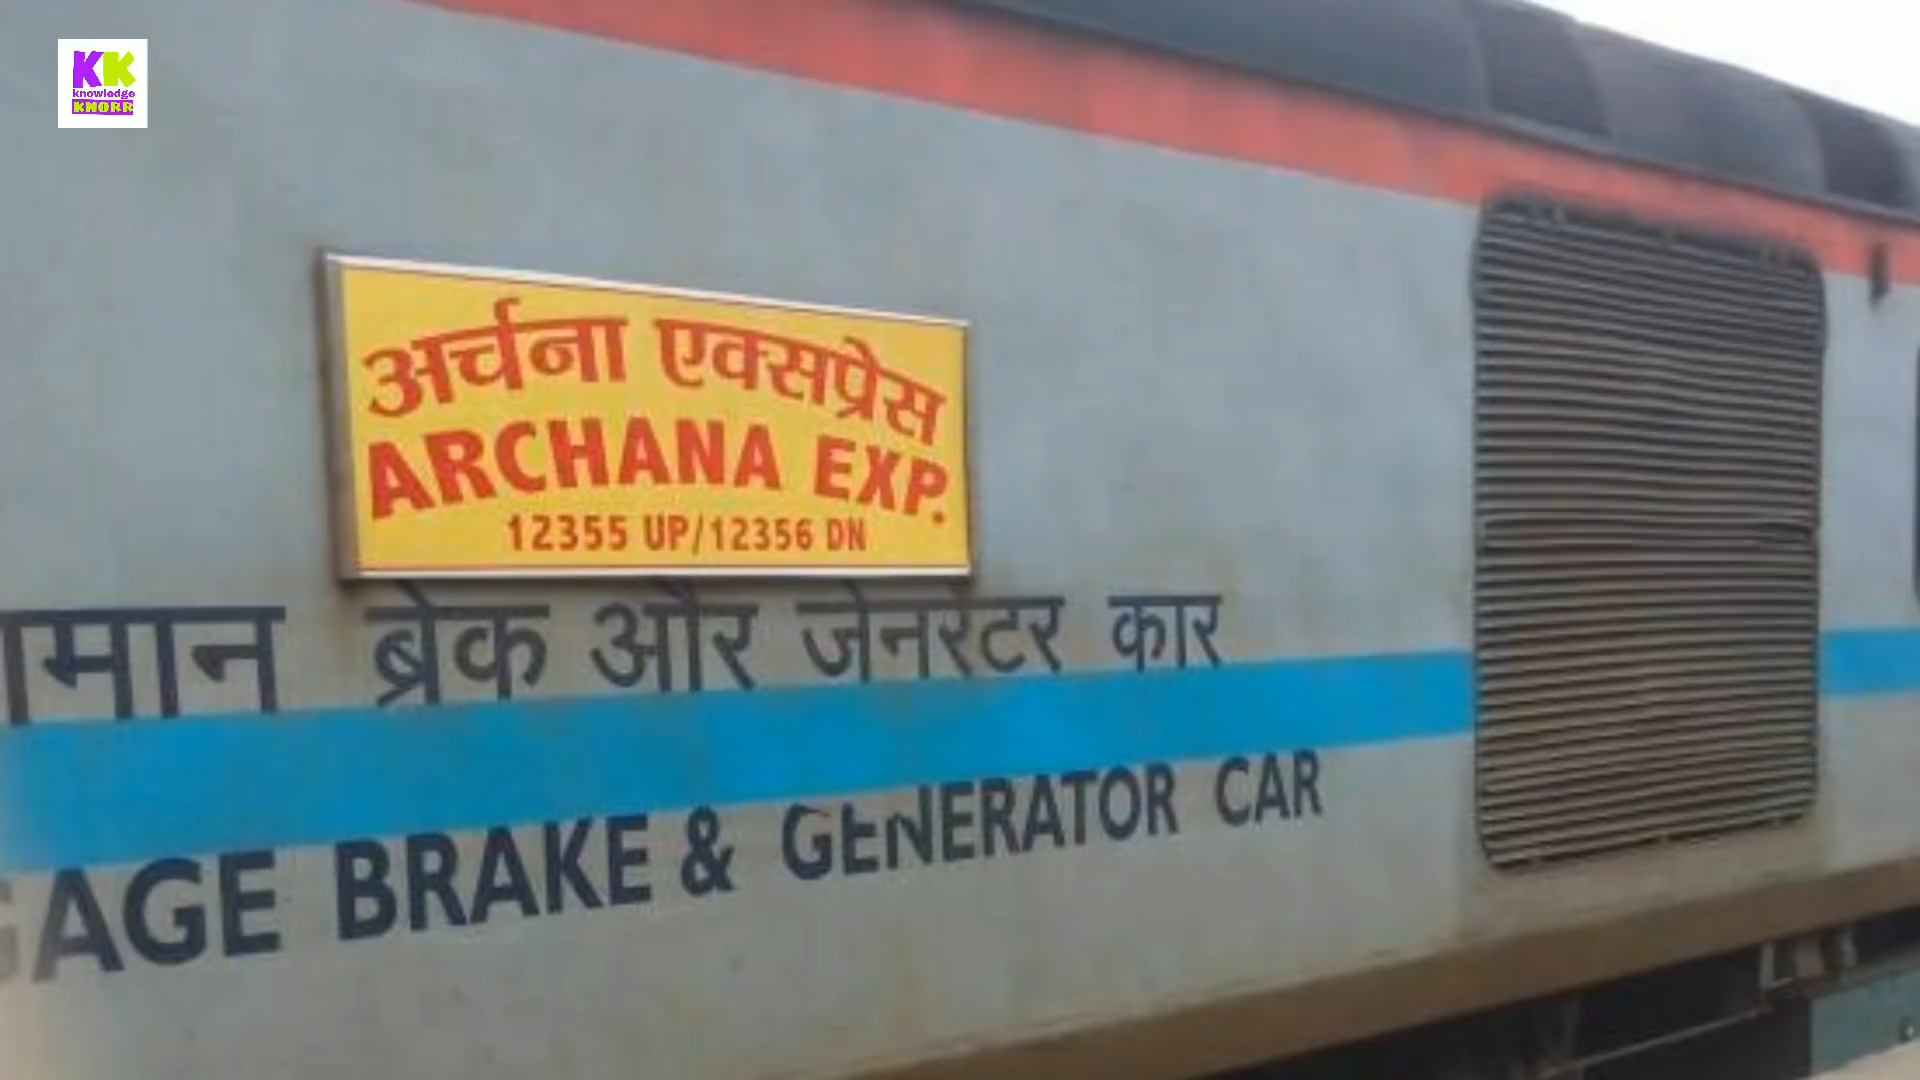 KK
knowledge
KNORR
अर्चना एक्सप्रेस
ARCHANA EXP.
12355 UP/12356 DN
ब्रेक और जेनरेटर कार
GAGE BRAKE & GENERATOR CAR